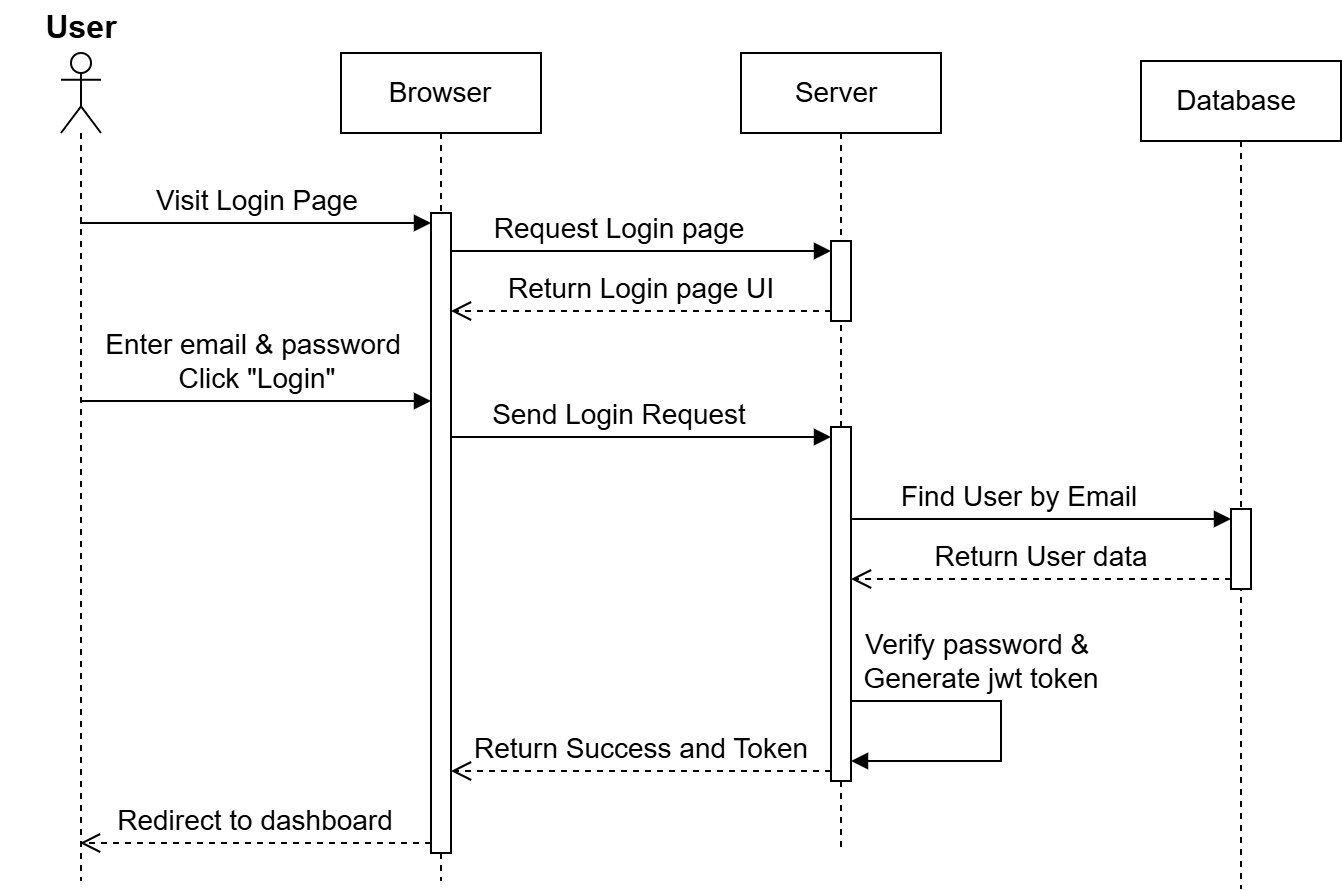 User
Browser
Server
Database
Visit Login Page
Request Login page
Return Login page UI
Enter email & password
Click "Login"
Send Login Request
Find User by Email
Return User data
Verify password &
Generate jwt token
Return Success and Token
Redirect to dashboard